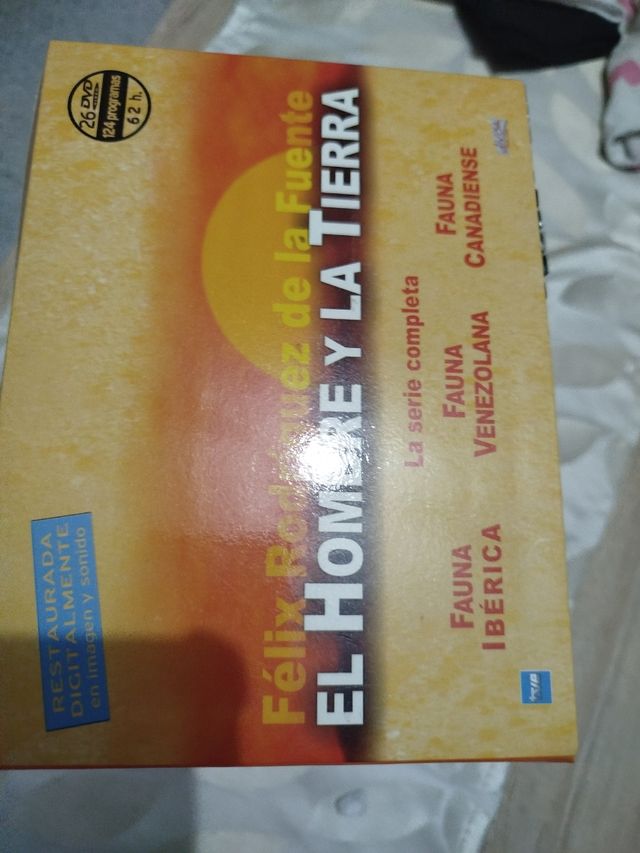 26 DVD
124 programas
62 h.
RESTAURADA
DIGITALMENTE
en imagen y sonido
Félix Rodríguez de la Fuente
EL HOMBRE Y LA TIERRA
La serie completa
FAUNA
IBÉRICA
FAUNA
VENEZOLANA
FAUNA
CANADIENSE